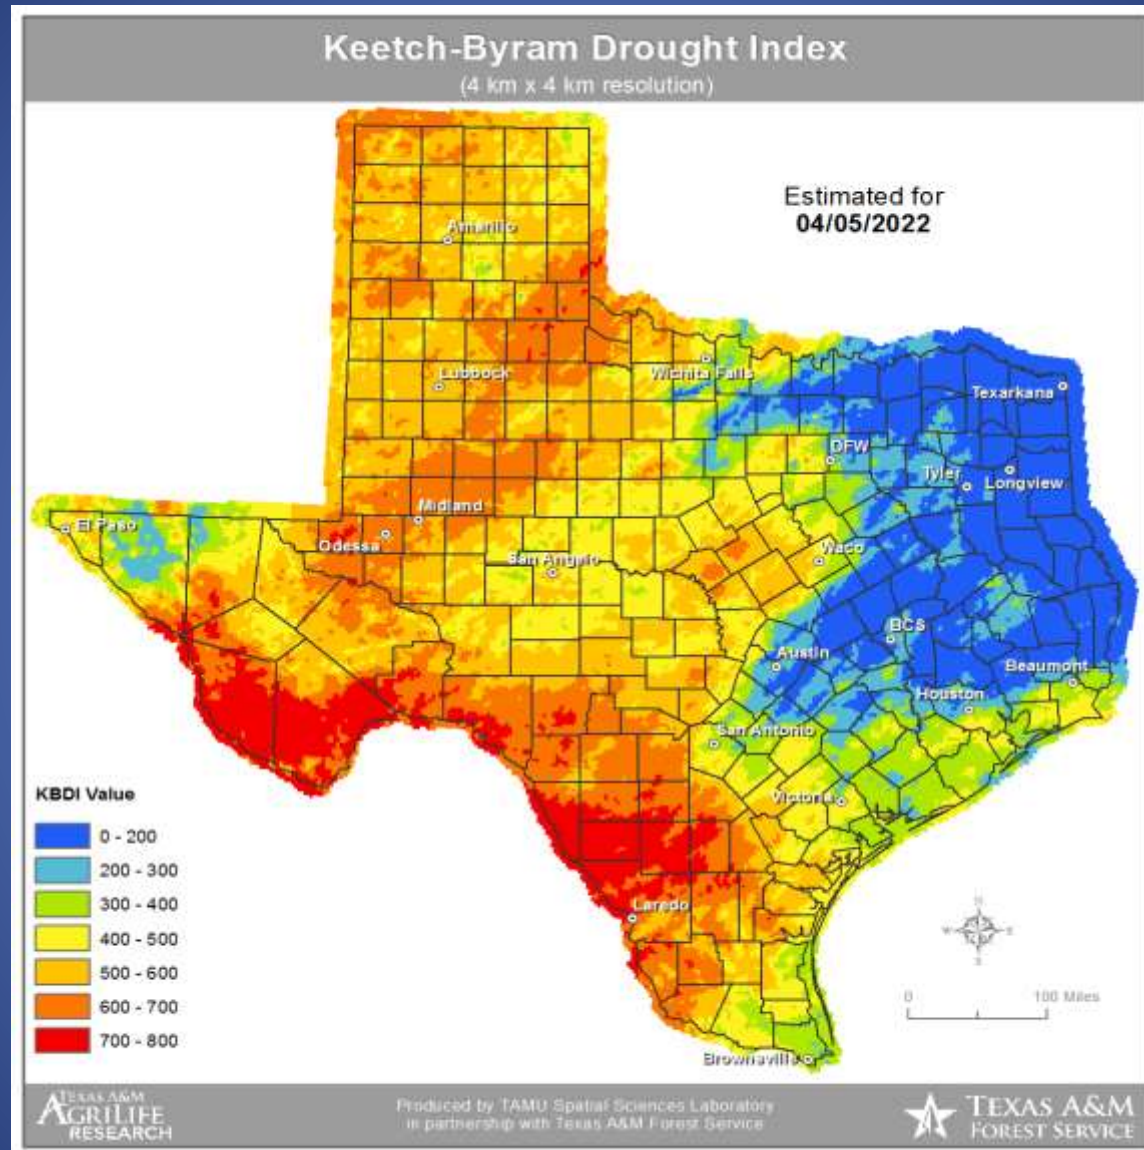 Keetch-Byram Drought Index
(4 km x 4 km resolution)
Estimated for
04/05/2022
Amarillo
Lubbock
Wichita Falls
Texarkana
DFW
Tyler
Longview
El Paso
Midland
Odessa
San Angelo
Waco
BCS
Austin
Beaumont
Houston
San Antonio
Victoria
Laredo
Brownsville
KBDI Value
0 - 200
200 - 300
300 - 400
400 - 500
500 - 600
600 - 700
700 - 800
N
W E
S
0 100 Miles
TEXAS A&M
AGRILIFE
RESEARCH
Produced by TAMU Spatial Sciences Laboratory
in partnership with Texas A&M Forest Service
TEXAS A&M
FOREST SERVICE